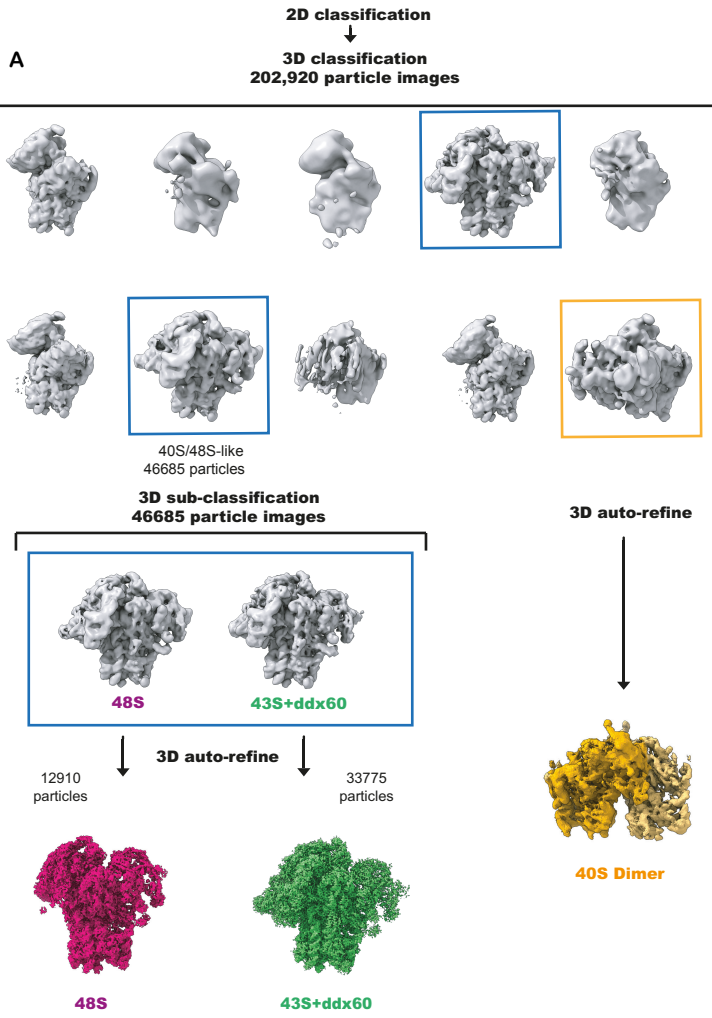 2D classification
A
3D classification
202,920 particle images
40S/48S-like
46685 particles
3D sub-classification
46685 particle images
3D auto-refine
48S
43S+ddx60
3D auto-refine
12910
particles
33775
particles
40S Dimer
48S
43S+ddx60